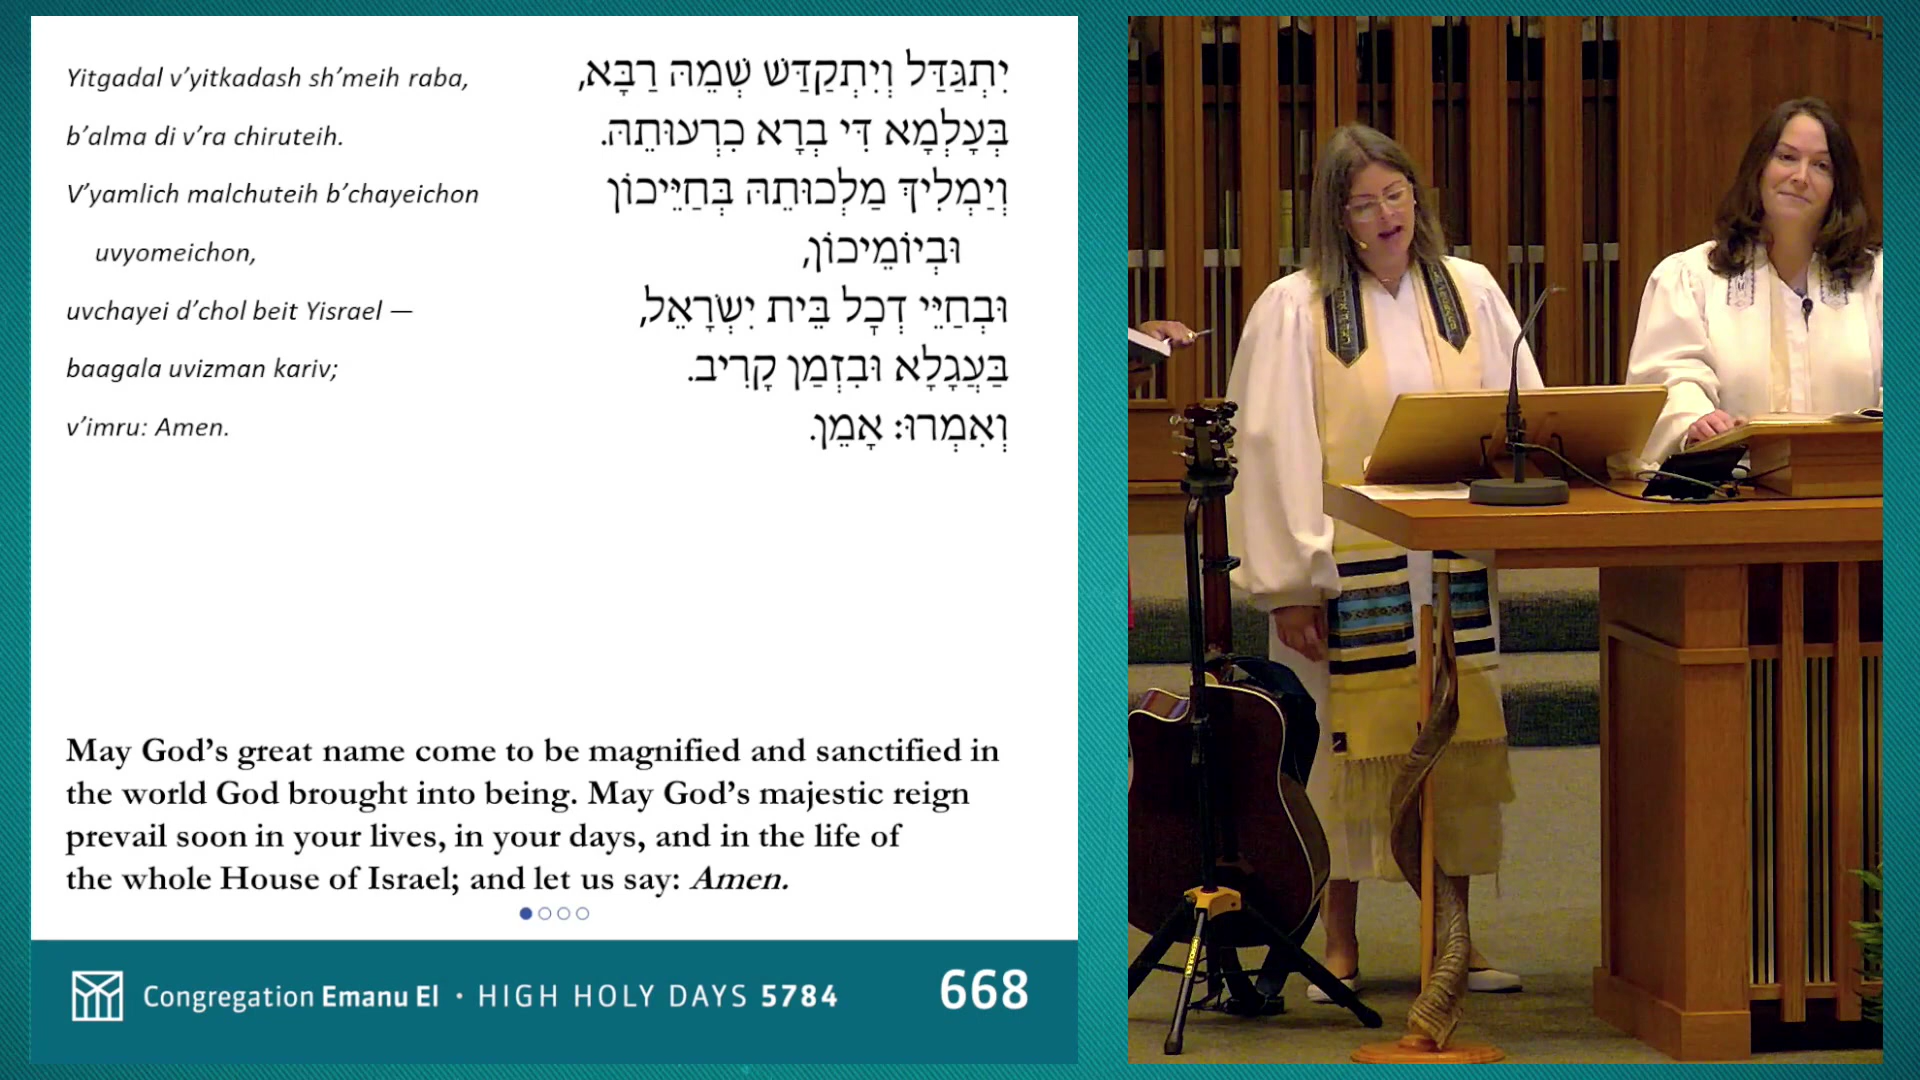 Yitgadal v’yitkadash sh’meih raba,
b’alma di v’ra chiruteih.
V’yamlich malchuteih b’chayeichon
uvyomeichon,
uvchayei d’chol beit Yisrael —
baagala uvizman kariv;
v’imru: Amen.
יִתְגַּדַּל וְיִתְקַדַּשׁ שְׁמֵהּ רַבָּא,
בְּעָלְמָא דִּי בְרָא כִרְעוּתֵהּ.
וְיַמְלִיךְ מַלְכוּתֵהּ בְּחַיֵּיכוֹן
וּבְיוֹמֵיכוֹן,
וּבְחַיֵּי דְכָל בֵּית יִשְׂרָאֵל,
בַּעֲגָלָא וּבִזְמַן קָרִיב.
וְאִמְרוּ: אָמֵן.
May God’s great name come to be magnified and sanctified in
the world God brought into being. May God’s majestic reign
prevail soon in your lives, in your days, and in the life of
the whole House of Israel; and let us say: Amen.
Congregation Emanu El · HIGH HOLY DAYS 5784 668